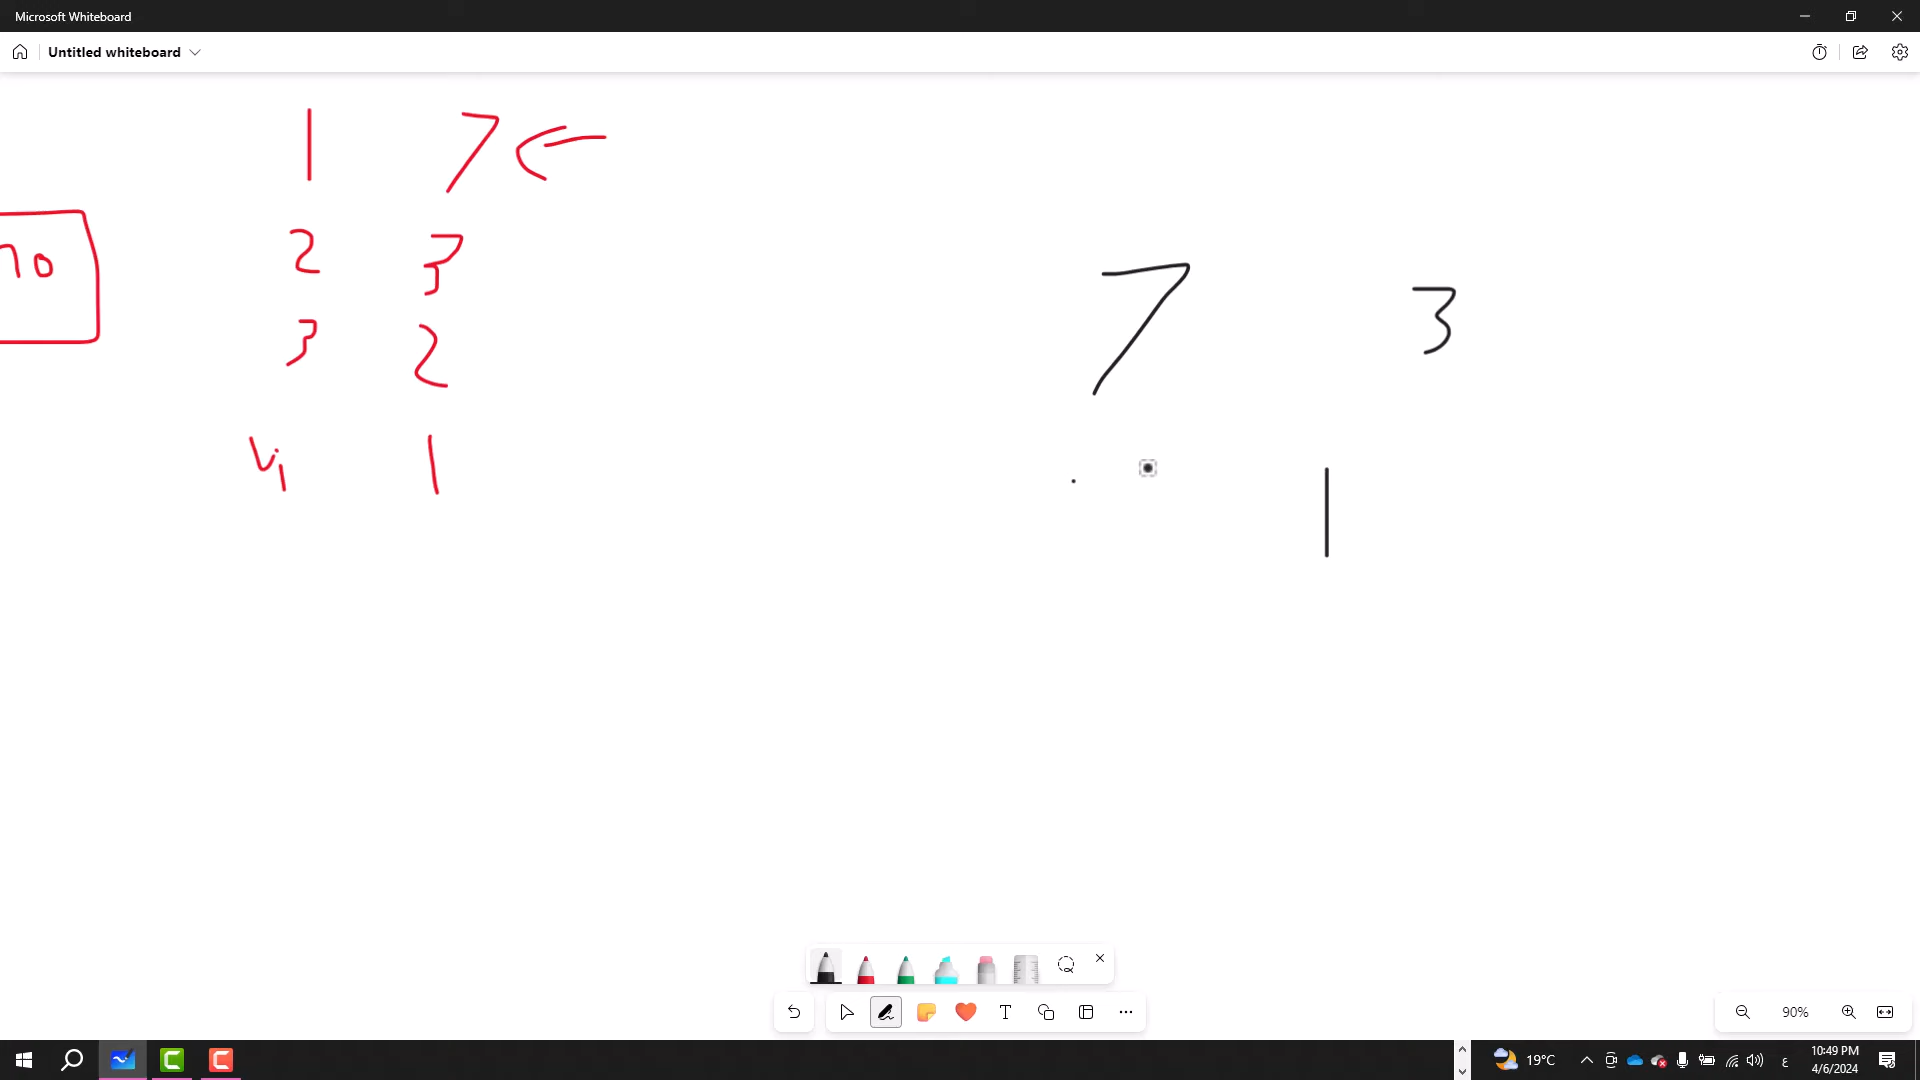 Microsoft Whiteboard
Untitled whiteboard
1 7
no
2 3
3 2
4 1
7 3
1
90%
19°C
ع
10:49 PM
4/6/2024